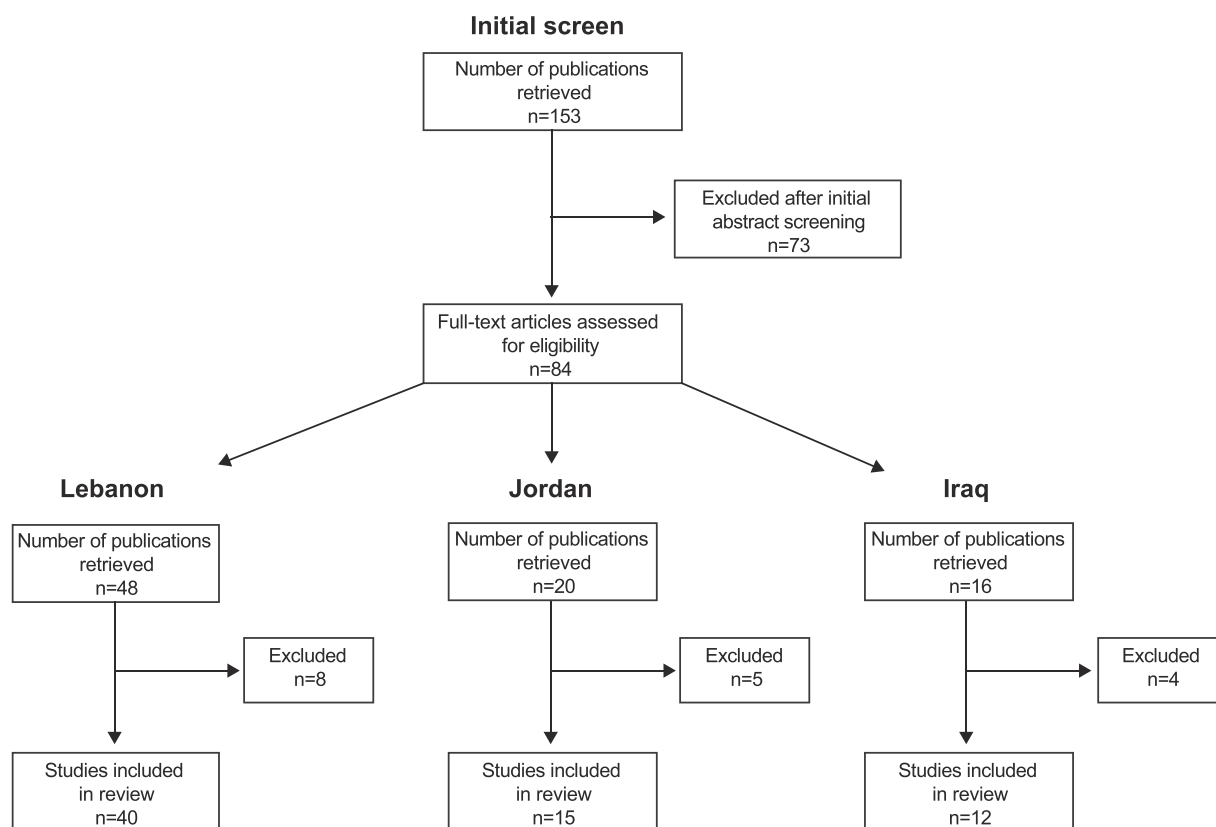 Initial screen
Number of publications
retrieved
n=153
Excluded after initial
abstract screening
n=73
Full-text articles assessed
for eligibility
n=84
Lebanon
Number of publications
retrieved
n=48
Excluded
n=8
Studies included
in review
n=40
Jordan
Number of publications
retrieved
n=20
Excluded
n=5
Studies included
in review
n=15
Iraq
Number of publications
retrieved
n=16
Excluded
n=4
Studies included
in review
n=12